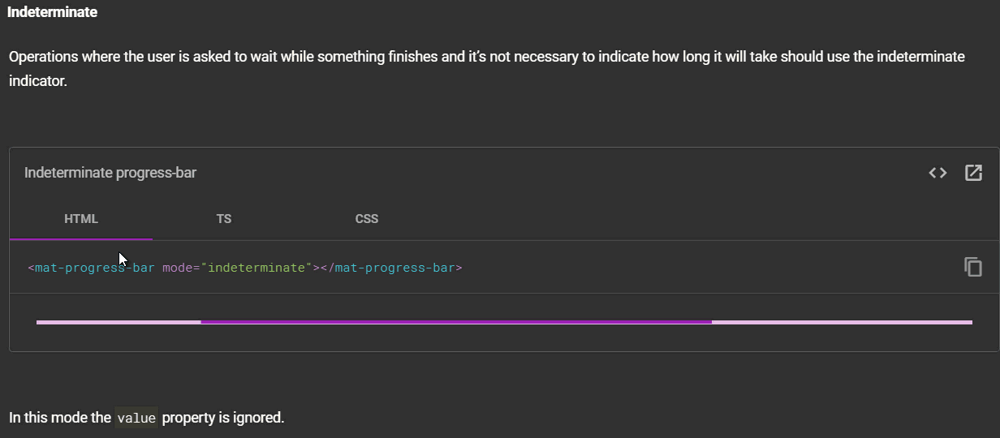 Indeterminate
Operations where the user is asked to wait while something finishes and it’s not necessary to indicate how long it will take should use the indeterminate
indicator.
Indeterminate progress-bar
HTML TS CSS
<mat-progress-bar mode="indeterminate"></mat-progress-bar>
In this mode the value property is ignored.